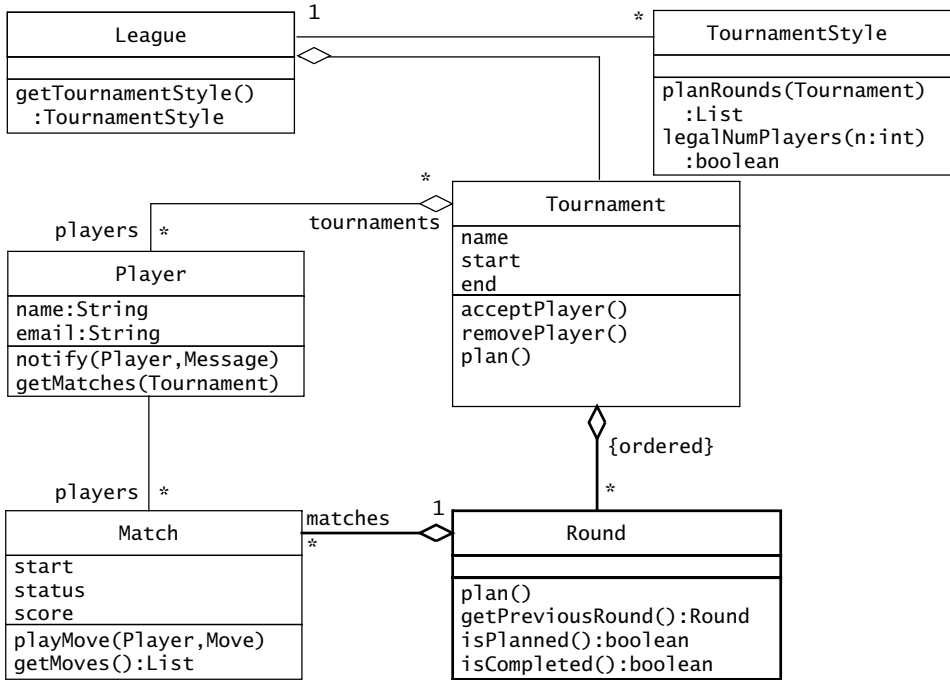 League
getTournamentStyle()
:TournamentStyle
1
*
TournamentStyle
planRounds(Tournament)
:List
legalNumPlayers(n:int)
:boolean
*
tournaments
players
*
Tournament
name
start
end
acceptPlayer()
removePlayer()
plan()
Player
name:String
email:String
notify(Player,Message)
getMatches(Tournament)
{ordered}
*
players
*
Match
start
status
score
playMove(Player,Move)
getMoves():List
matches
*
1
Round
plan()
getPreviousRound():Round
isPlanned():boolean
isCompleted():boolean